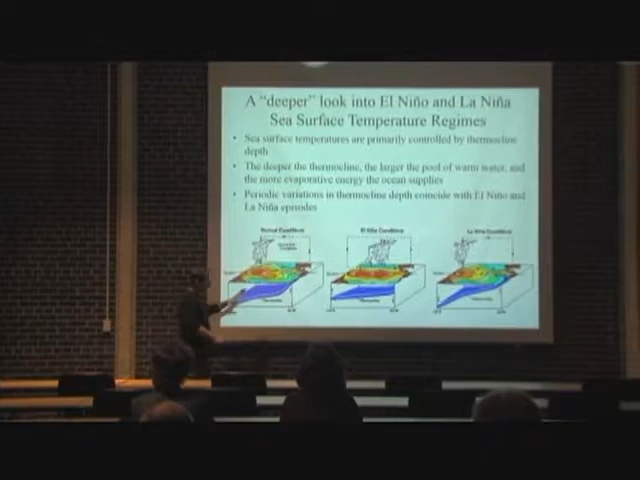 A "deeper" look into El Niño and La Niña
Sea Surface Temperature Regimes
• Sea surface temperatures are primarily controlled by thermocline
depth
• The deeper the thermocline, the larger the pool of warm water, and
the more evaporative energy the ocean supplies
• Periodic variations in thermocline depth coincide with El Niño and
La Niña episodes
Normal Conditions
El Niño Conditions
La Niña Conditions